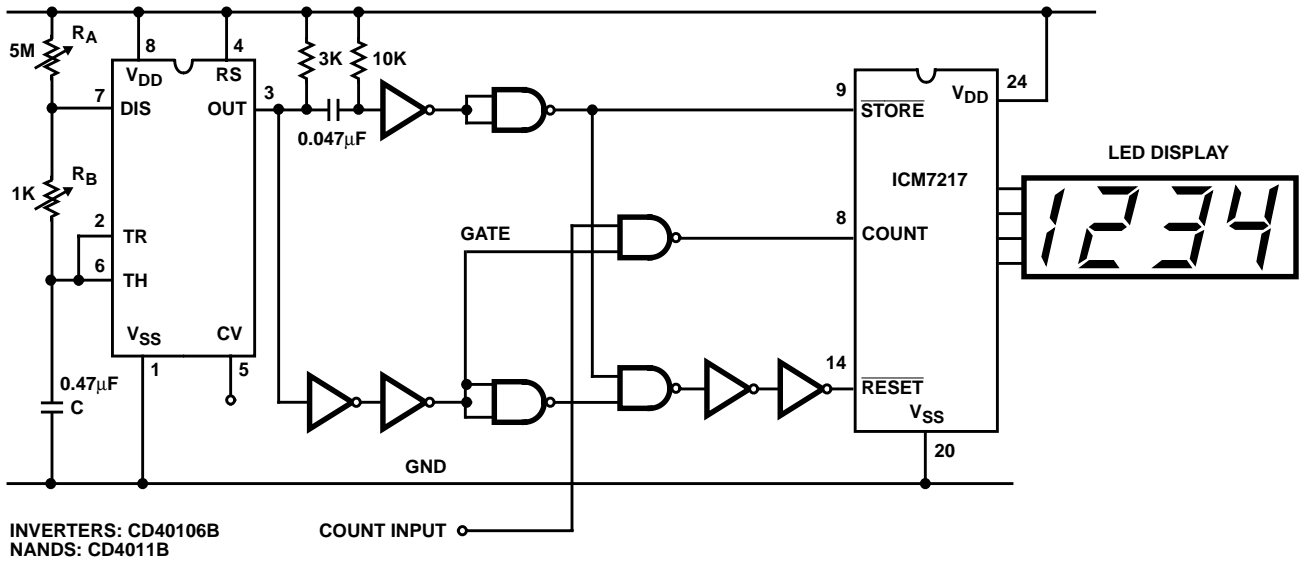 5M
RA
8
4
VDD
RS
3K
10K
7
DIS
OUT
3
0.047μF
9
STORE
24
VDD
ICM7217
LED DISPLAY
1234
1K
RB
2
TR
6
TH
GATE
8
COUNT
VSS
CV
1
5
0.47μF
C
14
RESET
VSS
20
GND
INVERTERS: CD40106B
NANDS: CD4011B
COUNT INPUT